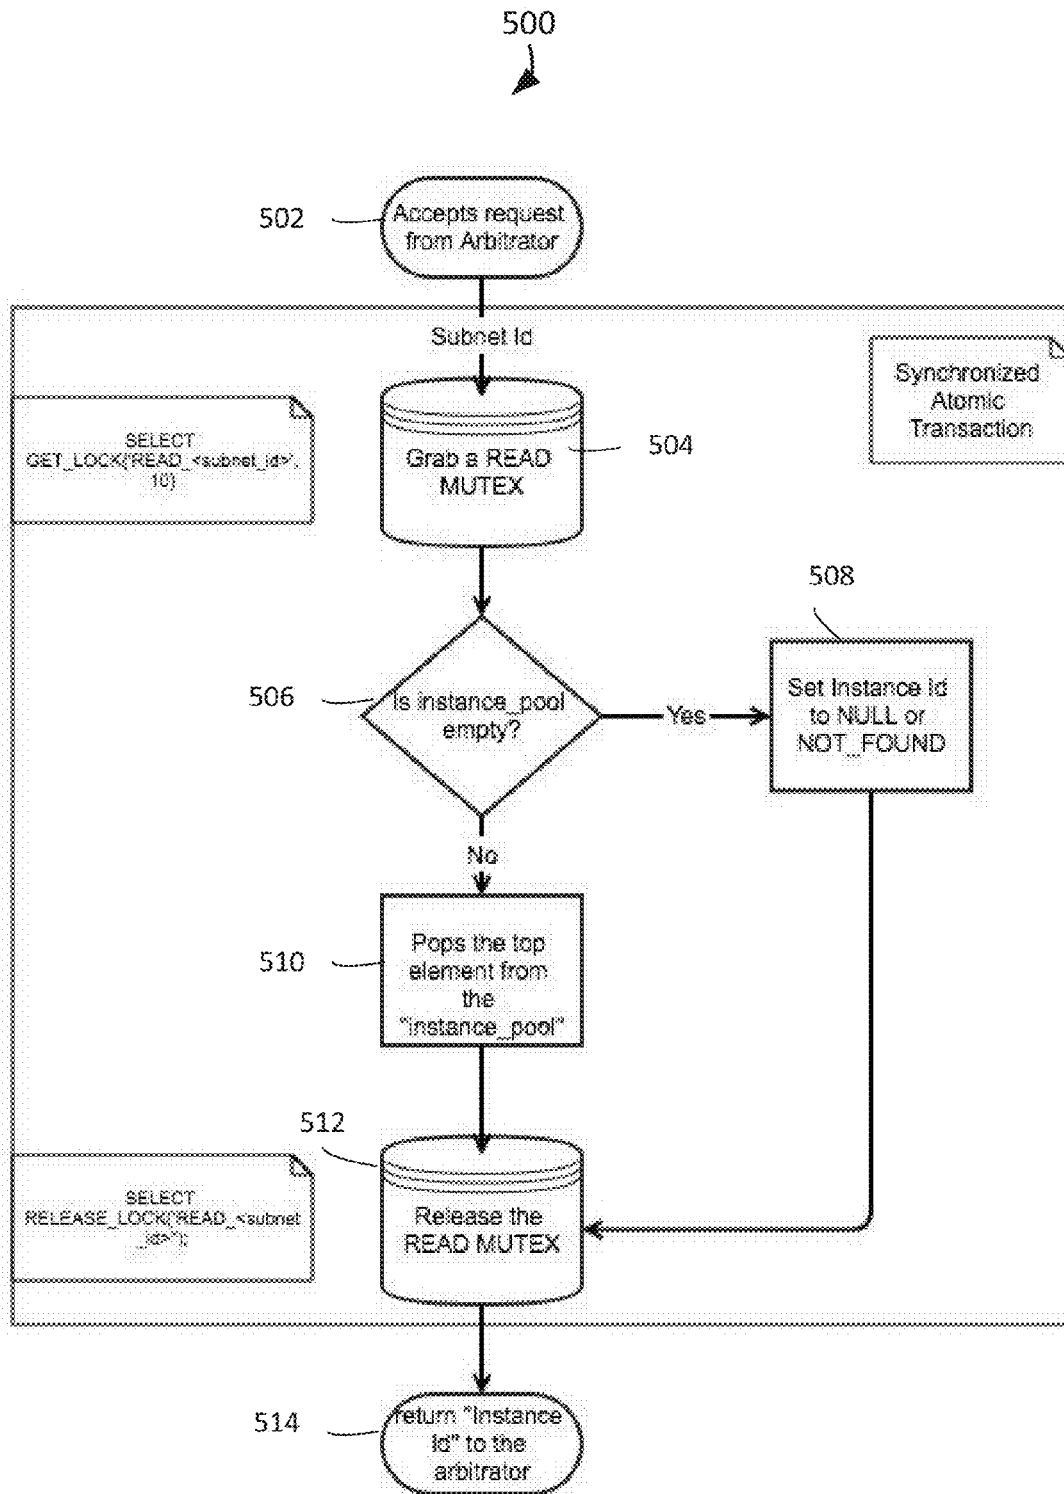 500
502
Accepts request
from Arbitrator
Subnet Id
Synchronized
Atomic
Transaction
SELECT
GET_LOCK('READ_<subnet_id>',
10)
504
Grab a READ
MUTEX
508
506
Is instance_pool
empty?
Yes
Set Instance Id
to NULL or
NOT_FOUND
No
510
Pops the top
element from
the
"instance_pool"
512
SELECT
RELEASE_LOCK("READ_<subnet
_id>");
Release the
READ MUTEX
514
return "Instance
Id" to the
arbitrator